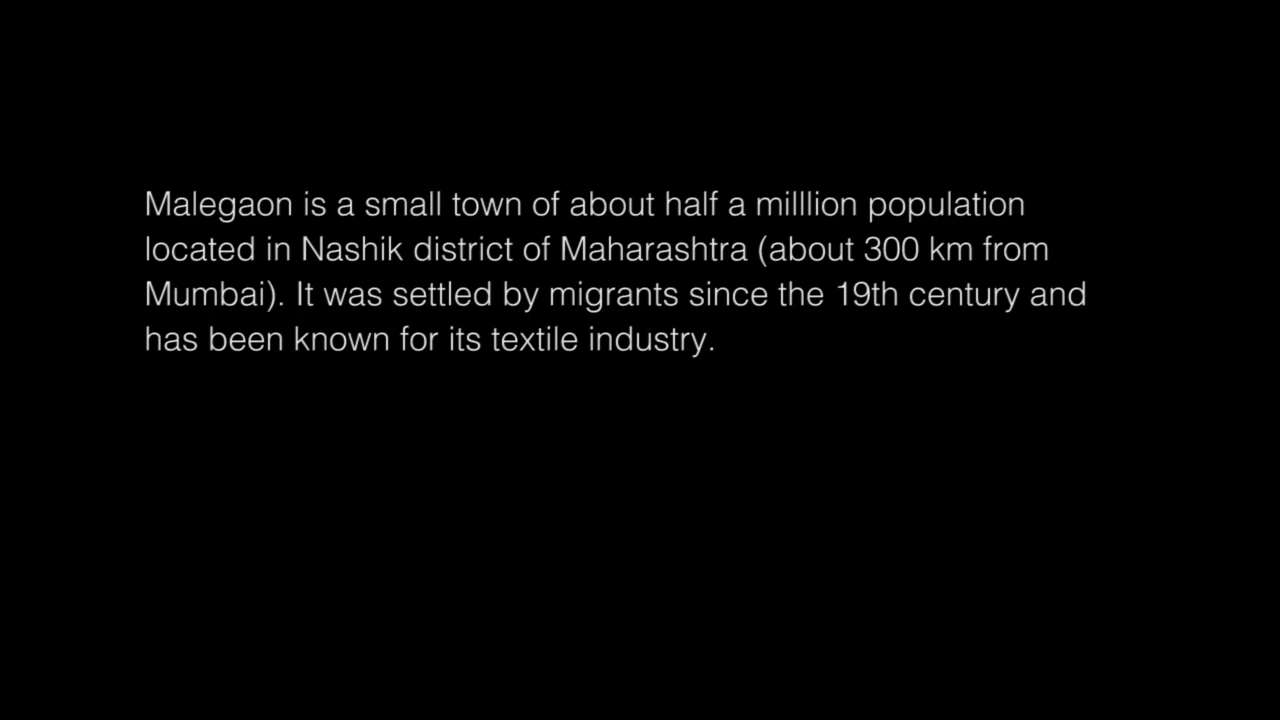 Malegaon is a small town of about half a milllion population
located in Nashik district of Maharashtra (about 300 km from
Mumbai). It was settled by migrants since the 19th century and
has been known for its textile industry.